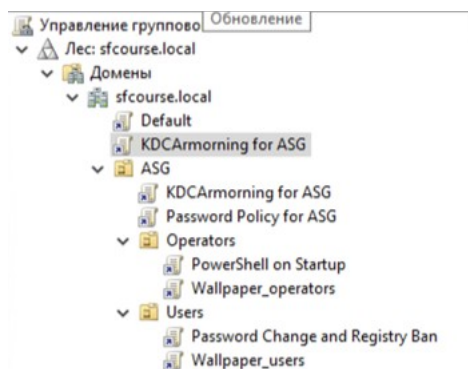 Управление группово
Обновление
Лес: sfcourse.local
Домены
sfcourse.local
Default
KDCArmorning for ASG
ASG
KDCArmorning for ASG
Password Policy for ASG
Operators
PowerShell on Startup
Wallpaper_operators
Users
Password Change and Registry Ban
Wallpaper_users